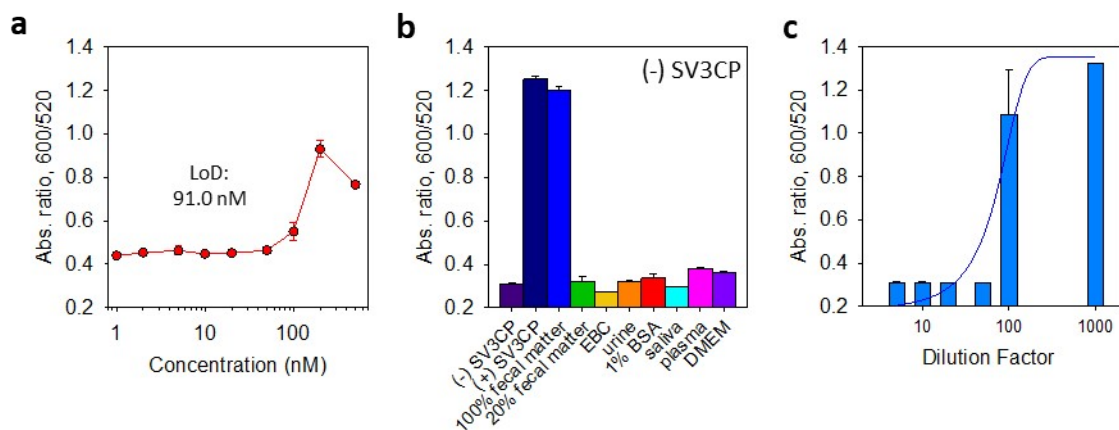 a
1.4
1.2
1.0
0.8
0.6
0.4
0.2
Abs. ratio, 600/520
LoD:
91.0 nM
1
10
100
Concentration (nM)
b
1.4
1.2
1.0
0.8
0.6
0.4
0.2
Abs. ratio, 600/520
(-) SV3CP
(-) SV3CP
(+) SV3CP
100% fecal matter
20% fecal matter
EBC
urine
1% BSA
saliva
plasma
DMEM
c
1.4
1.2
1.0
0.8
0.6
0.4
0.2
Abs. ratio, 600/520
10
100
1000
Dilution Factor